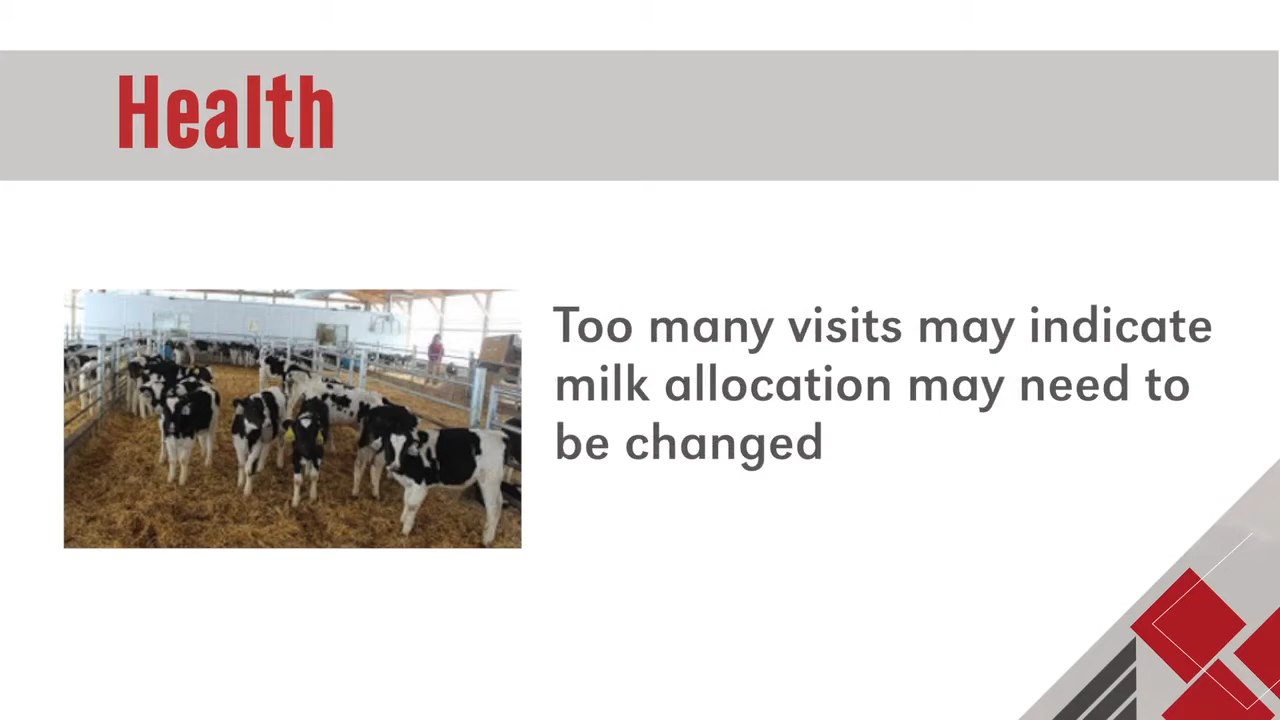 Health
Too many visits may indicate
milk allocation may need to
be changed